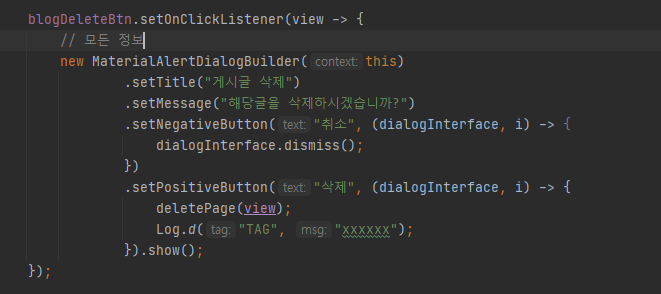 blogDeleteBtn.setOnClickListener(view -> {
// 모든 정보
new MaterialAlertDialogBuilder( context: this)
.setTitle("게시글 삭제")
.setMessage("해당글을 삭제하시겠습니까?")
.setNegativeButton( text: "취소", (dialogInterface, i) -> {
dialogInterface.dismiss();
})
.setPositiveButton( text: "삭제", (dialogInterface, i) -> {
deletePage(view);
Log.d( tag: "TAG", msg: "xxxxxx");
}).show();
});